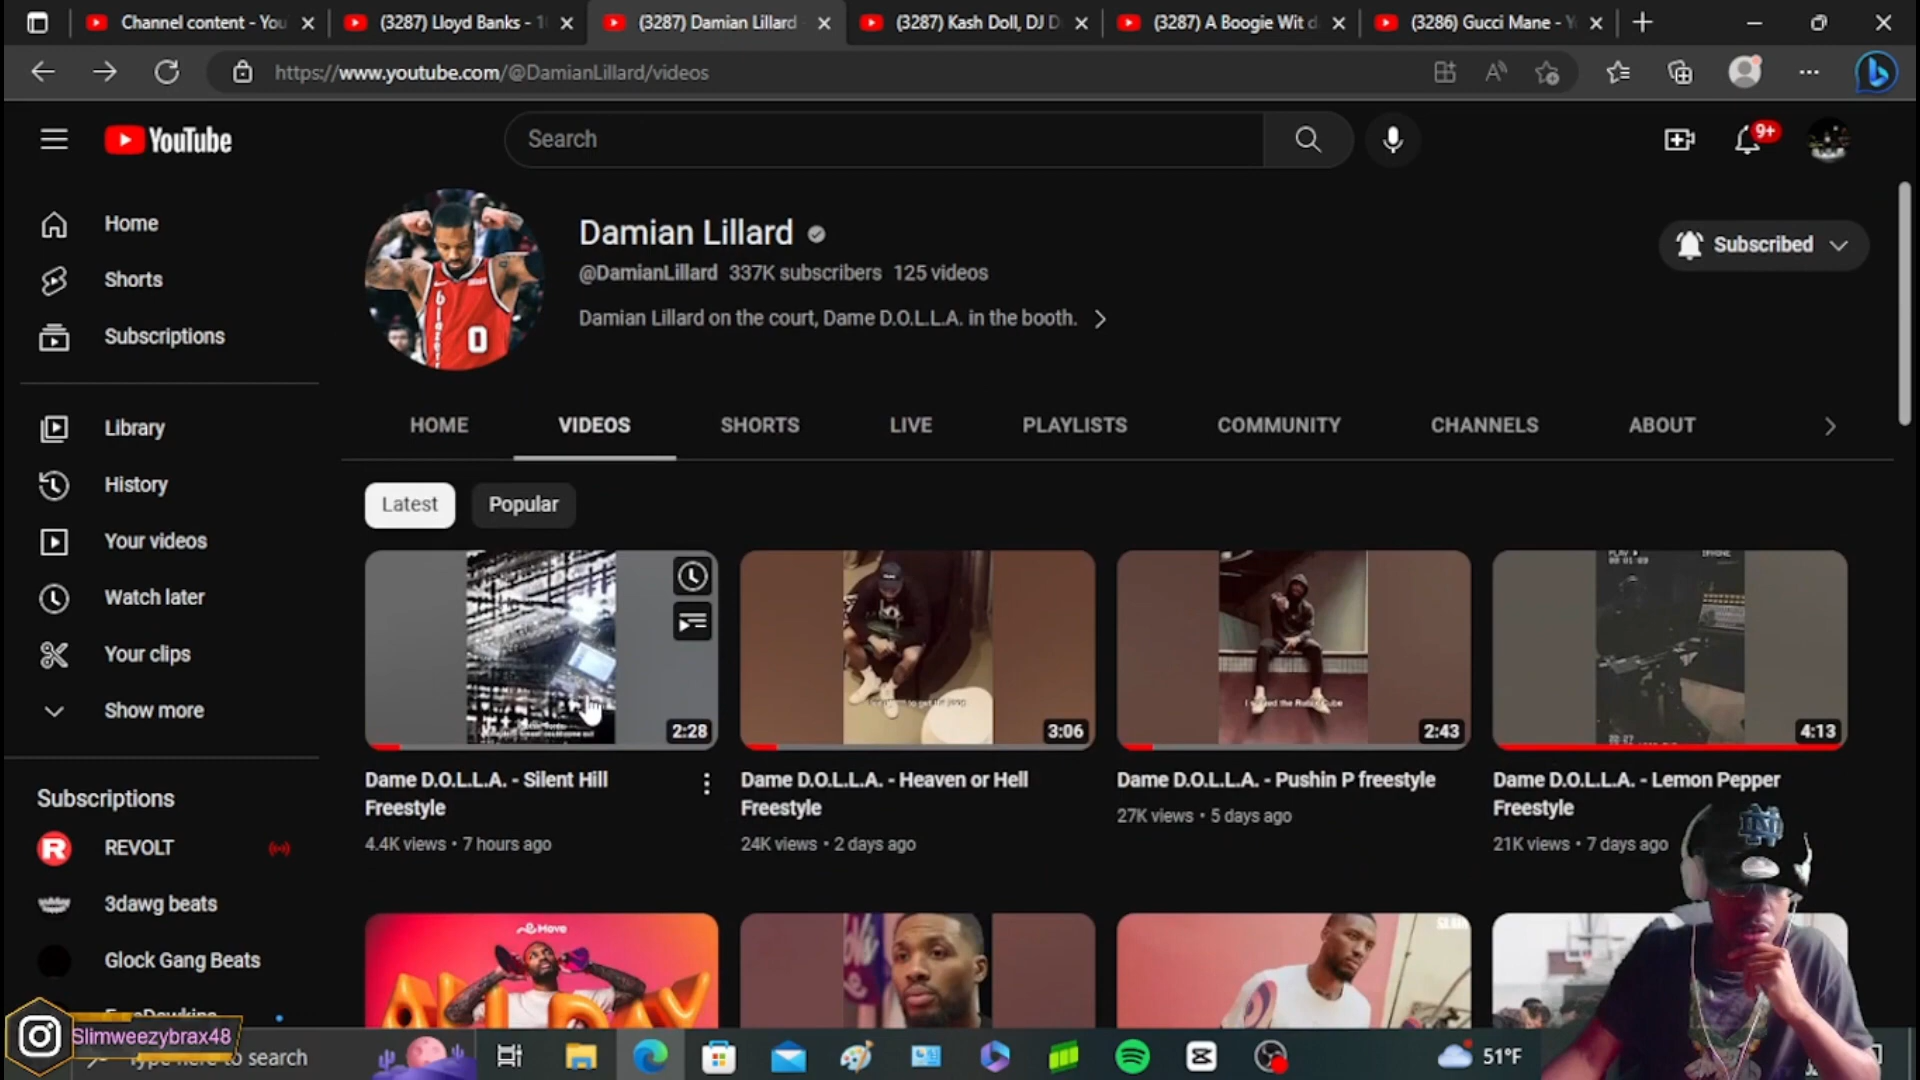 Channel content - You
(3287) Lloyd Banks - 1
(3287) Damian Lillard
(3287) Kash Doll, DJ D
(3287) A Boogie Wit d
(3286) Gucci Mane - Y
https://www.youtube.com/@DamianLillard/videos
YouTube
Search
9+
Home
Shorts
Subscriptions
Library
History
Your videos
Watch later
Your clips
Show more
Subscriptions
REVOLT
3dawg beats
Glock Gang Beats
Damian Lillard
@DamianLillard 337K subscribers 125 videos
Damian Lillard on the court, Dame D.O.L.L.A. in the booth.
Subscribed
blazers
0
HOME VIDEOS SHORTS LIVE PLAYLISTS COMMUNITY CHANNELS ABOUT
Latest Popular
2:28
3:06
2:43
4:13
Dame D.O.L.L.A. - Silent Hill
Freestyle
4.4K views • 7 hours ago
Dame D.O.L.L.A. - Heaven or Hell
Freestyle
24K views • 2 days ago
Dame D.O.L.L.A. - Pushin P freestyle
27K views • 5 days ago
Dame D.O.L.L.A. - Lemon Pepper
Freestyle
21K views • 7 days ago
Move
ALL DAY
Slimweezybrax48
to search
51°F